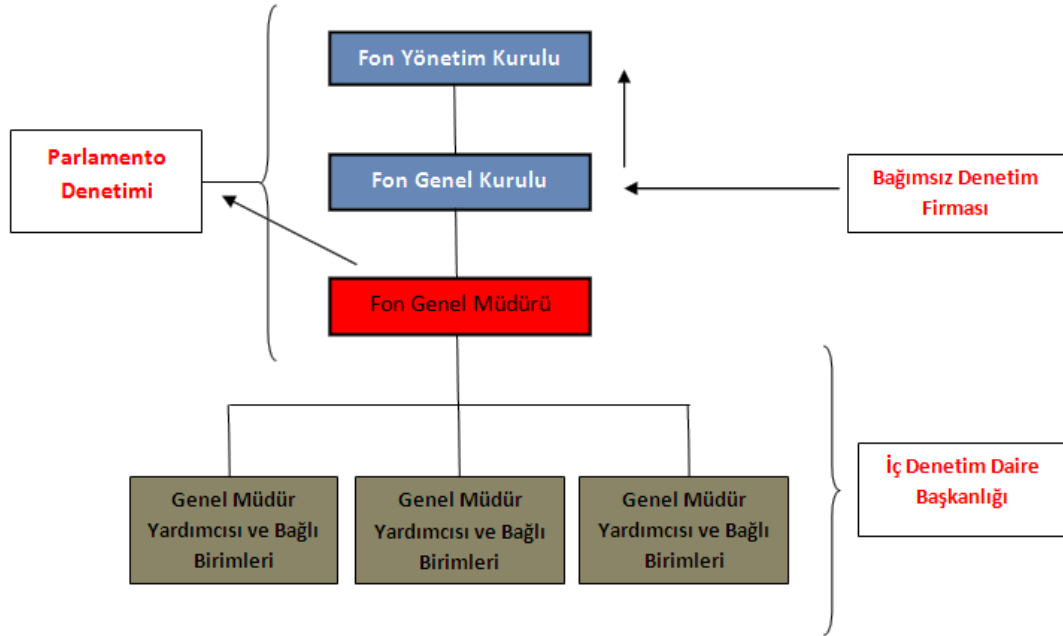 Fon Yönetim Kurulu
Parlamento
Denetimi
Fon Genel Kurulu
Bağımsız Denetim
Firması
Fon Genel Müdürü
İç Denetim Daire
Başkanlığı
Genel Müdür
Yardımcısı ve Bağlı
Birimleri
Genel Müdür
Yardımcısı ve Bağlı
Birimleri
Genel Müdür
Yardımcısı ve Bağlı
Birimleri